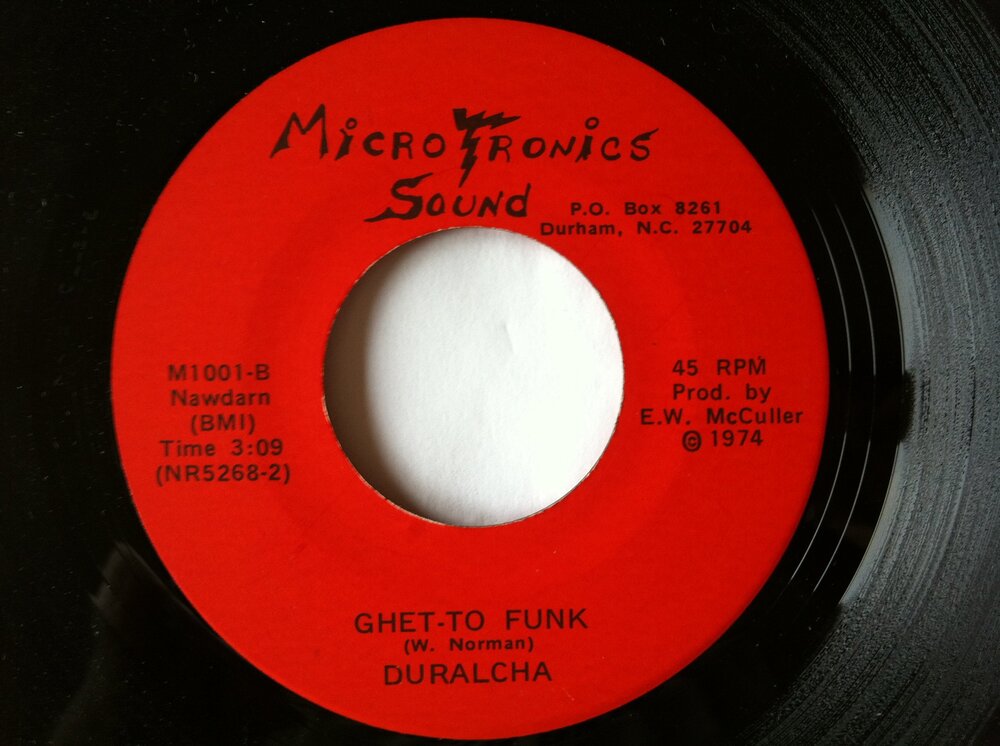 MicroTronics
Sound
P.O. Box 8261
Durham, N.C. 27704
M1001-B
Nawdarn
(BMI)
Time 3:09
(NR5268-2)
45 RPM
Prod. by
E.W. McCuller
© 1974
GHET-TO FUNK
(W. Norman)
DURALCHA